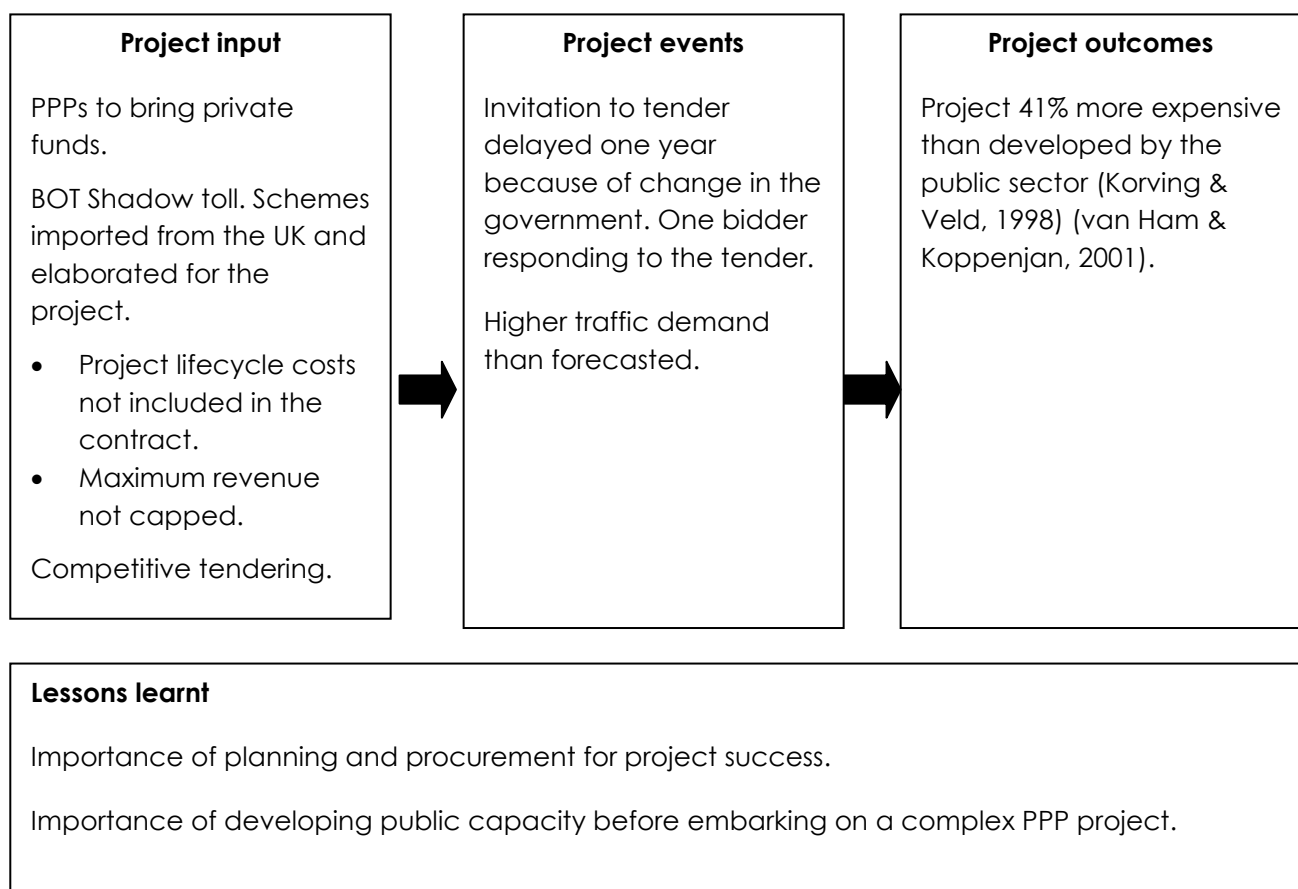 Project input
PPPs to bring private
funds.
BOT Shadow toll. Schemes
imported from the UK and
elaborated for the
project.
• Project lifecycle costs
not included in the
contract.
• Maximum revenue
not capped.
Competitive tendering.
Project events
Invitation to tender
delayed one year
because of change in the
government. One bidder
responding to the tender.
Higher traffic demand
than forecasted.
Project outcomes
Project 41% more expensive
than developed by the
public sector (Korving &
Veld, 1998) (van Ham &
Koppenjan, 2001).
Lessons learnt
Importance of planning and procurement for project success.
Importance of developing public capacity before embarking on a complex PPP project.